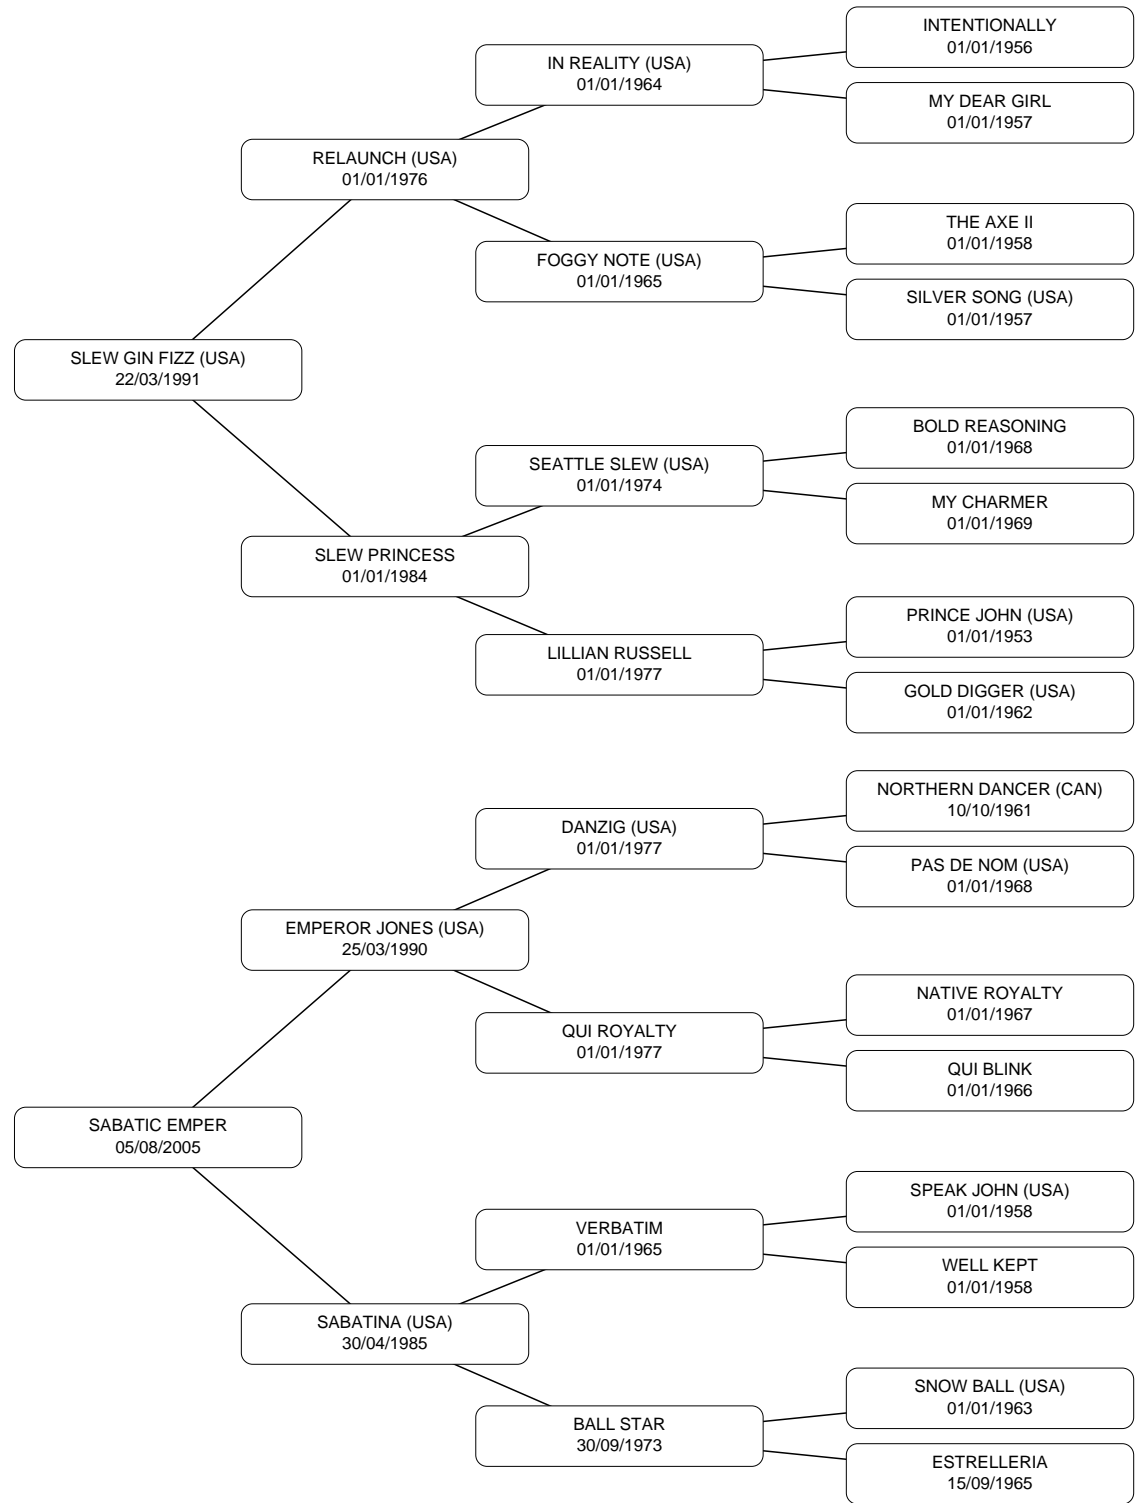 INTENTIONALLY
01/01/1956
IN REALITY (USA)
01/01/1964
MY DEAR GIRL
01/01/1957
RELAUNCH (USA)
01/01/1976
THE AXE II
01/01/1958
FOGGY NOTE (USA)
01/01/1965
SILVER SONG (USA)
01/01/1957
SLEW GIN FIZZ (USA)
22/03/1991
BOLD REASONING
01/01/1968
SEATTLE SLEW (USA)
01/01/1974
MY CHARMER
01/01/1969
SLEW PRINCESS
01/01/1984
PRINCE JOHN (USA)
01/01/1953
LILLIAN RUSSELL
01/01/1977
GOLD DIGGER (USA)
01/01/1962
NORTHERN DANCER (CAN)
10/10/1961
DANZIG (USA)
01/01/1977
PAS DE NOM (USA)
01/01/1968
EMPEROR JONES (USA)
25/03/1990
NATIVE ROYALTY
01/01/1967
QUI ROYALTY
01/01/1977
QUI BLINK
01/01/1966
SABATIC EMPER
05/08/2005
SPEAK JOHN (USA)
01/01/1958
VERBATIM
01/01/1965
WELL KEPT
01/01/1958
SABATINA (USA)
30/04/1985
SNOW BALL (USA)
01/01/1963
BALL STAR
30/09/1973
ESTRELLERIA
15/09/1965